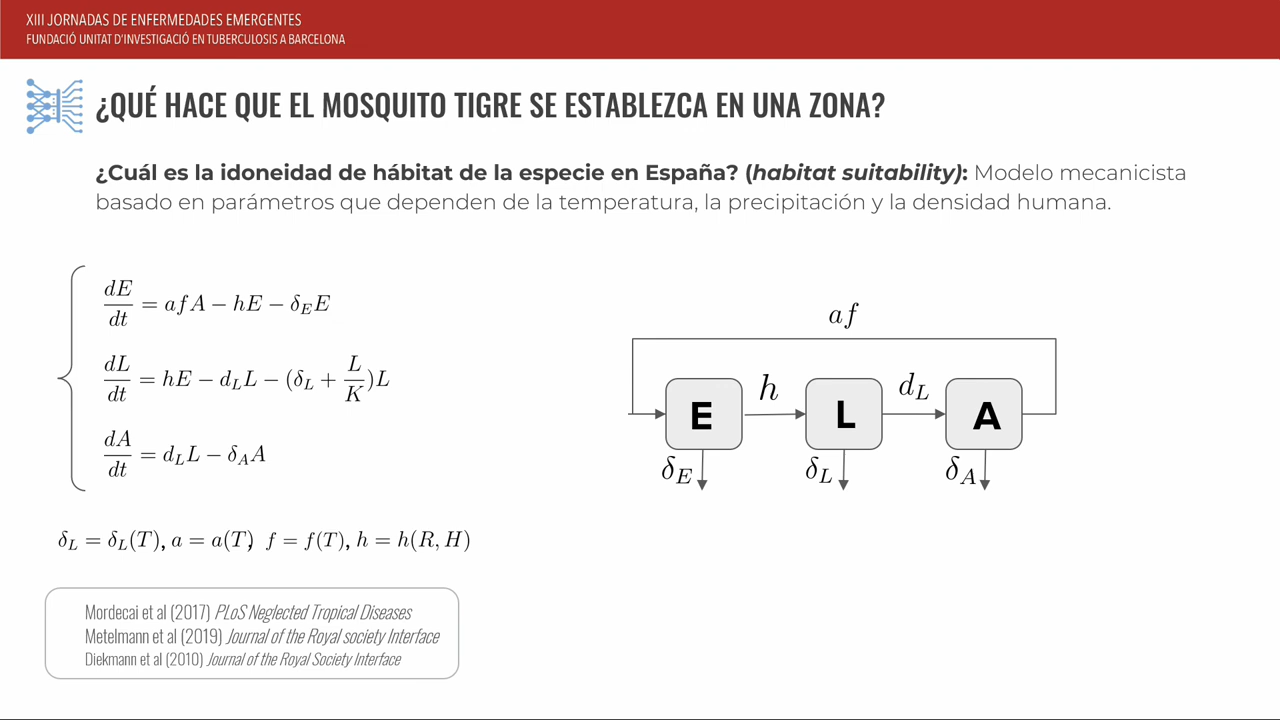 XIII JORNADAS DE ENFERMEDADES EMERGENTES
FUNDACIÓ UNITAT D'INVESTIGACIÓ EN TUBERCULOSIS A BARCELONA
¿QUÉ HACE QUE EL MOSQUITO TIGRE SE ESTABLEZCA EN UNA ZONA?
¿Cuál es la idoneidad de hábitat de la especie en España? (habitat suitability): Modelo mecanicista
basado en parámetros que dependen de la temperatura, la precipitación y la densidad humana.
dE/dt = afA − hE − δ_E E
dL/dt = hE − d_L L − (δ_L + L/K)L
dA/dt = d_L L − δ_A A
δ_L = δ_L(T), a = a(T), f = f(T), h = h(R, H)
af
E h L d_L A
δ_E δ_L δ_A
Mordecai et al (2017) PLoS Neglected Tropical Diseases
Metelmann et al (2019) Journal of the Royal society Interface
Diekmann et al (2010) Journal of the Royal Society Interface